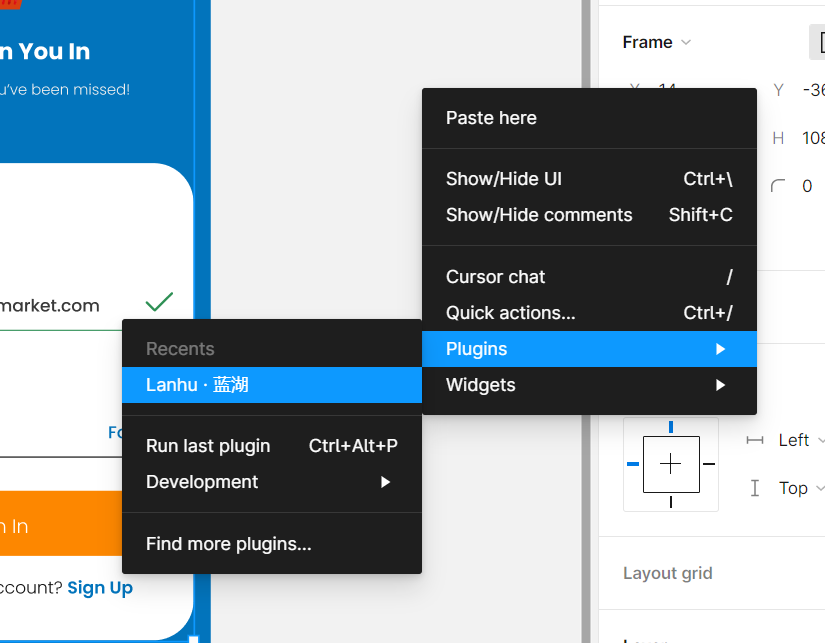 n You In
u've been missed!
market.com
n In
ccount? Sign Up
Paste here
Show/Hide UI Ctrl+\
Show/Hide comments Shift+C
Cursor chat /
Quick actions... Ctrl+/
Plugins
Widgets
Recents
Lanhu · 蓝湖
Run last plugin Ctrl+Alt+P
Development
Find more plugins...
Frame
Y -36
H 108
0
Left
Top
Layout grid